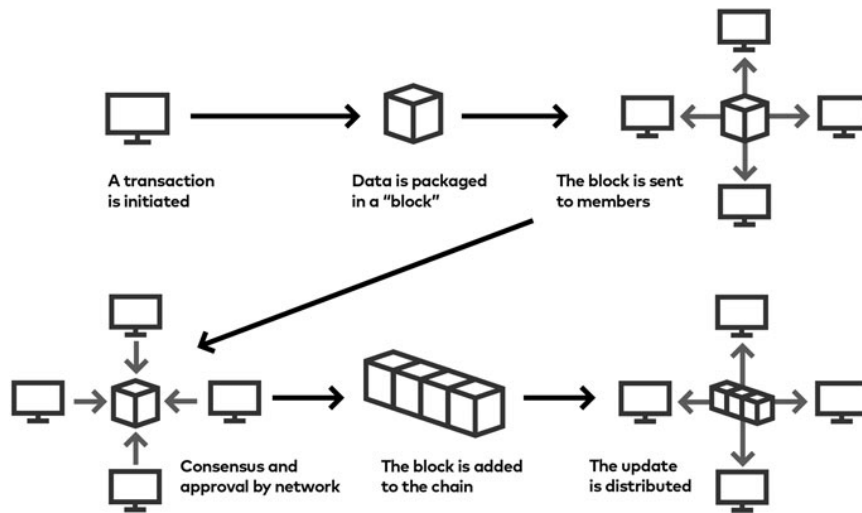 A transaction
is initiated
Data is packaged
in a “block”
The block is sent
to members
Consensus and
approval by network
The block is added
to the chain
The update
is distributed